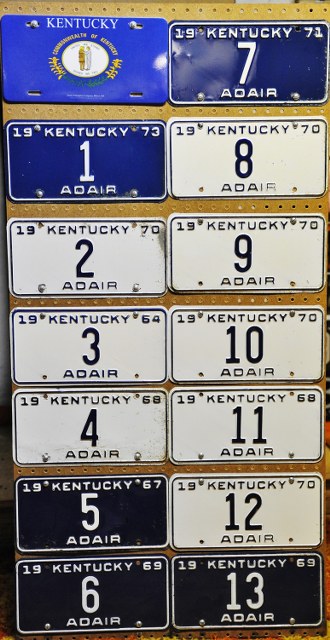 KENTUCKY
COMMONWEALTH OF KENTUCKY
19 KENTUCKY 73
1
ADAIR
19 KENTUCKY 70
2
ADAIR
19 KENTUCKY 64
3
ADAIR
19 KENTUCKY 68
4
ADAIR
19 KENTUCKY 67
5
ADAIR
19 KENTUCKY 69
6
ADAIR
19 KENTUCKY 71
7
ADAIR
19 KENTUCKY 70
8
ADAIR
19 KENTUCKY 70
9
ADAIR
19 KENTUCKY 70
10
ADAIR
19 KENTUCKY 68
11
ADAIR
19 KENTUCKY 70
12
ADAIR
19 KENTUCKY 69
13
ADAIR